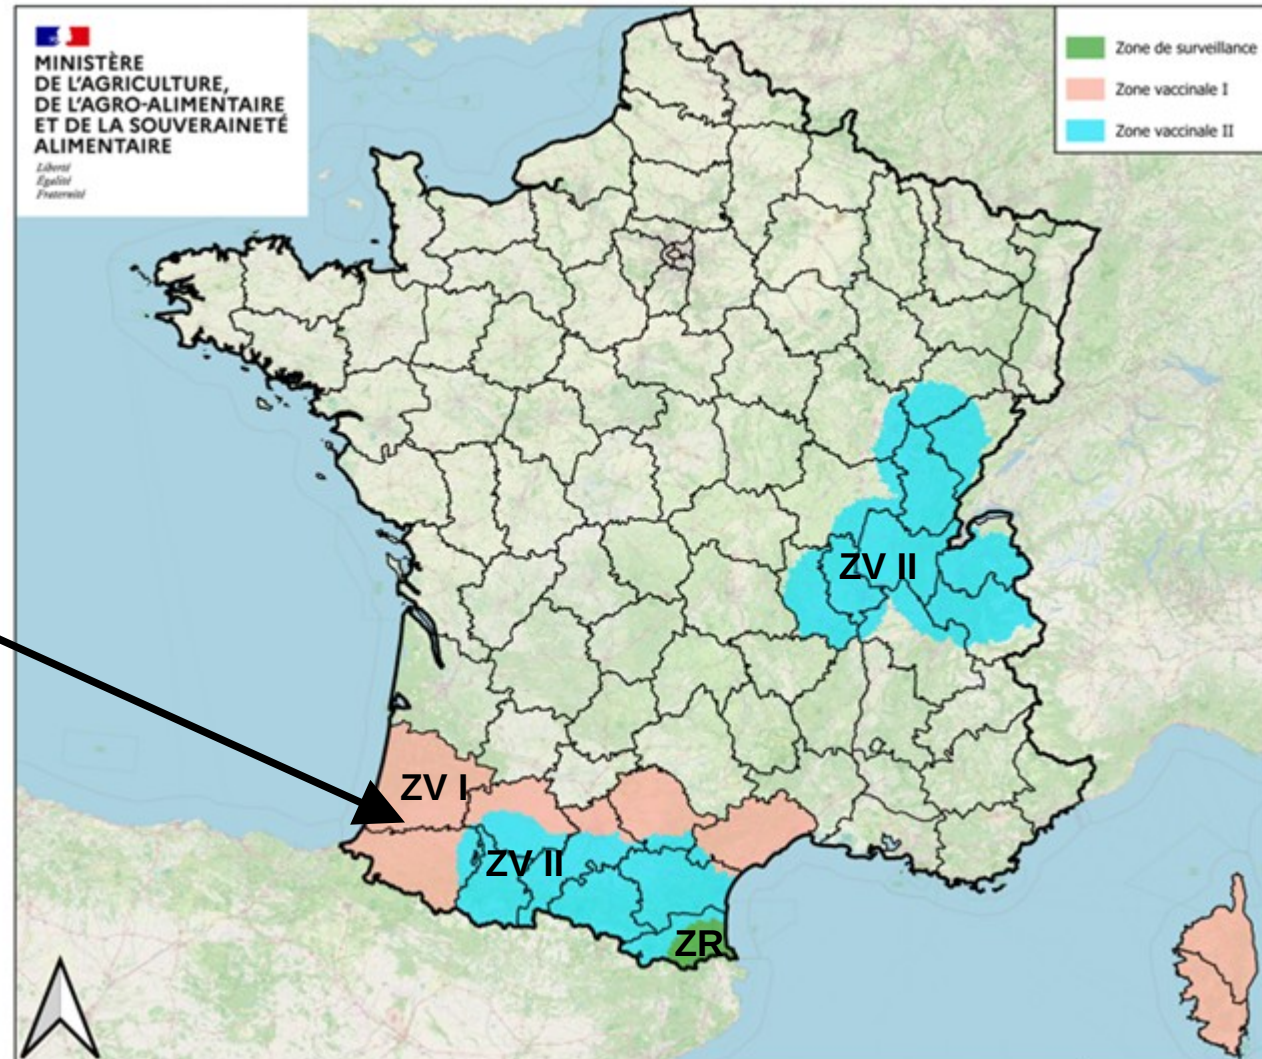 MINISTÈRE
DE L'AGRICULTURE,
DE L'AGRO-ALIMENTAIRE
ET DE LA SOUVERAINETÉ
ALIMENTAIRE
Liberté
Égalité
Fraternité
Zone de surveillance
Zone vaccinale I
Zone vaccinale II
ZV II
ZV I
ZV II
ZR